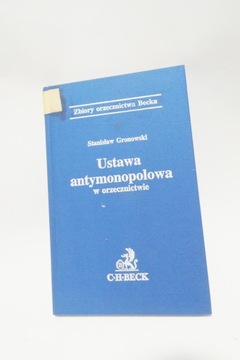 Zbiory orzecznictwa Becka
Stanisław Gronowski
Ustawa
antymonopolowa
w orzecznictwie
C·H·BECK